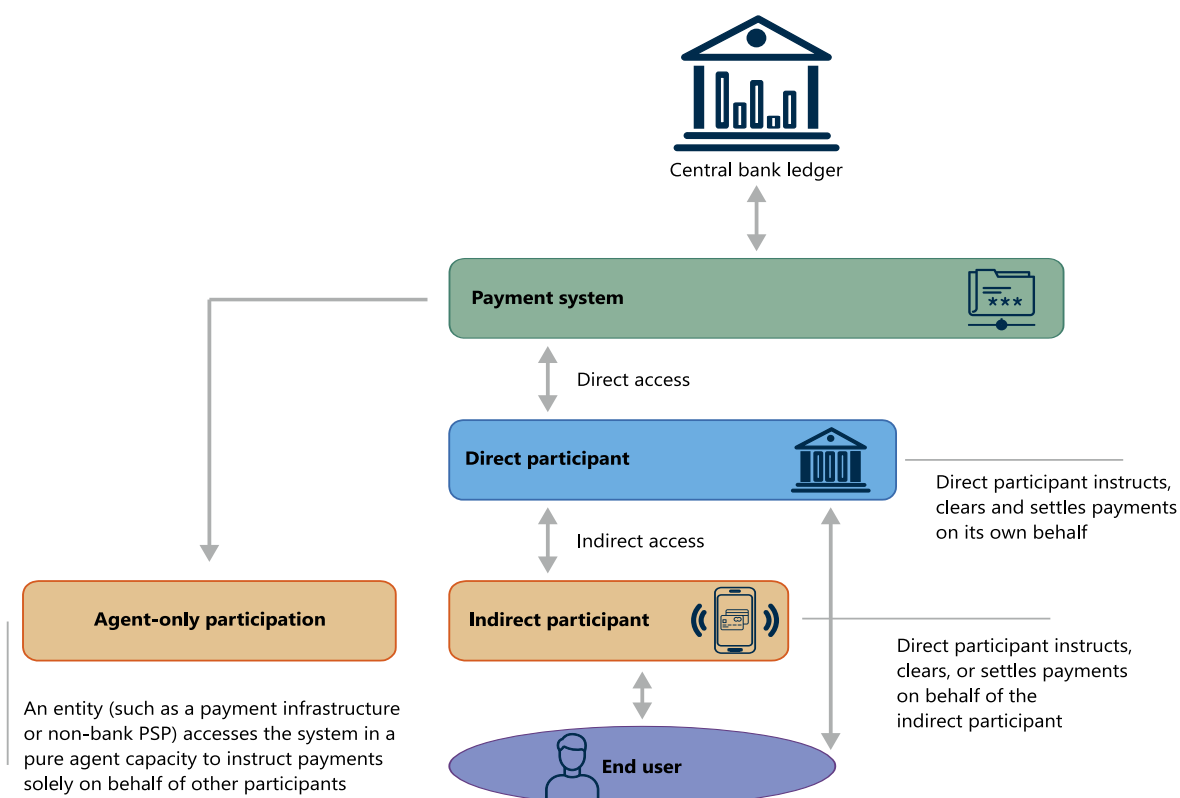 Central bank ledger
Payment system
***
Direct access
Direct participant
Direct participant instructs,
clears and settles payments
on its own behalf
Indirect access
Agent-only participation
Indirect participant
Direct participant instructs,
clears, or settles payments
on behalf of the
indirect participant
An entity (such as a payment infrastructure
or non-bank PSP) accesses the system in a
pure agent capacity to instruct payments
solely on behalf of other participants
End user